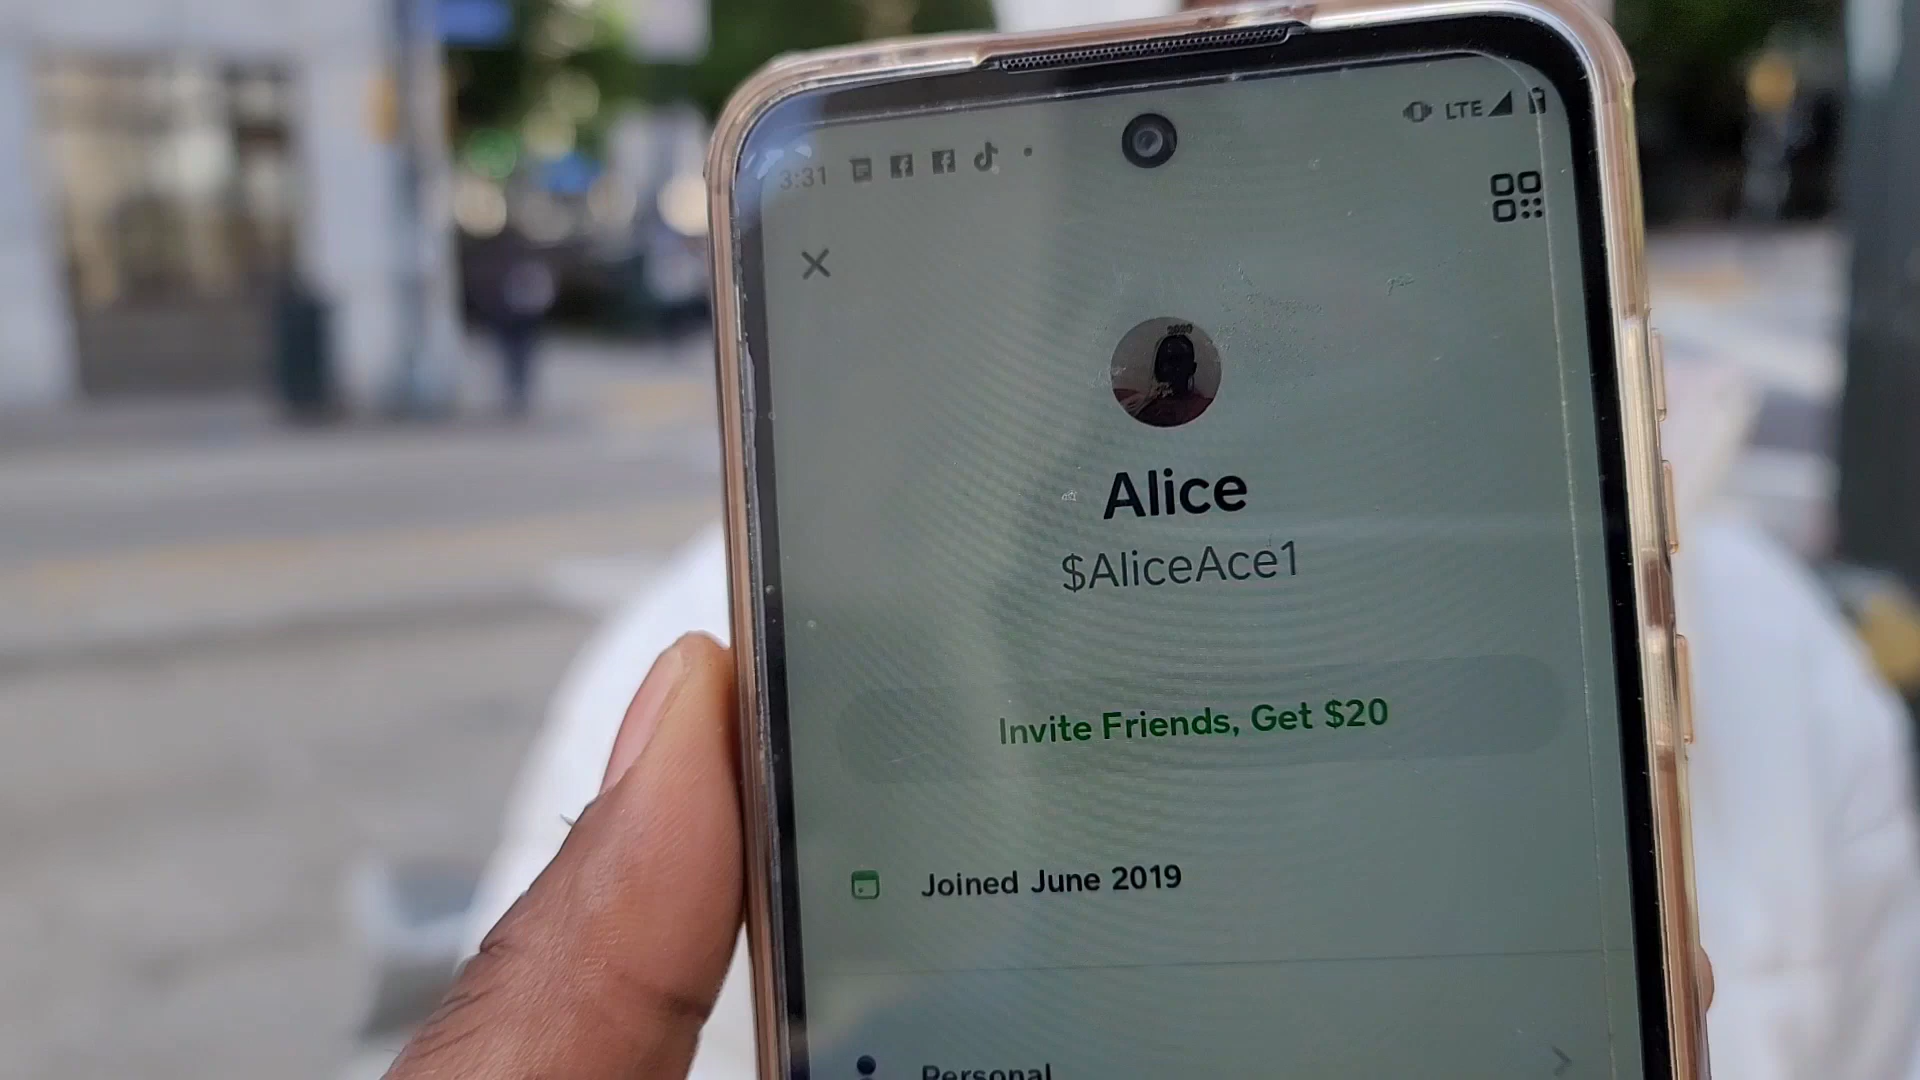 3:31
LTE
Alice
$AliceAce1
Invite Friends, Get $20
Joined June 2019
Personal